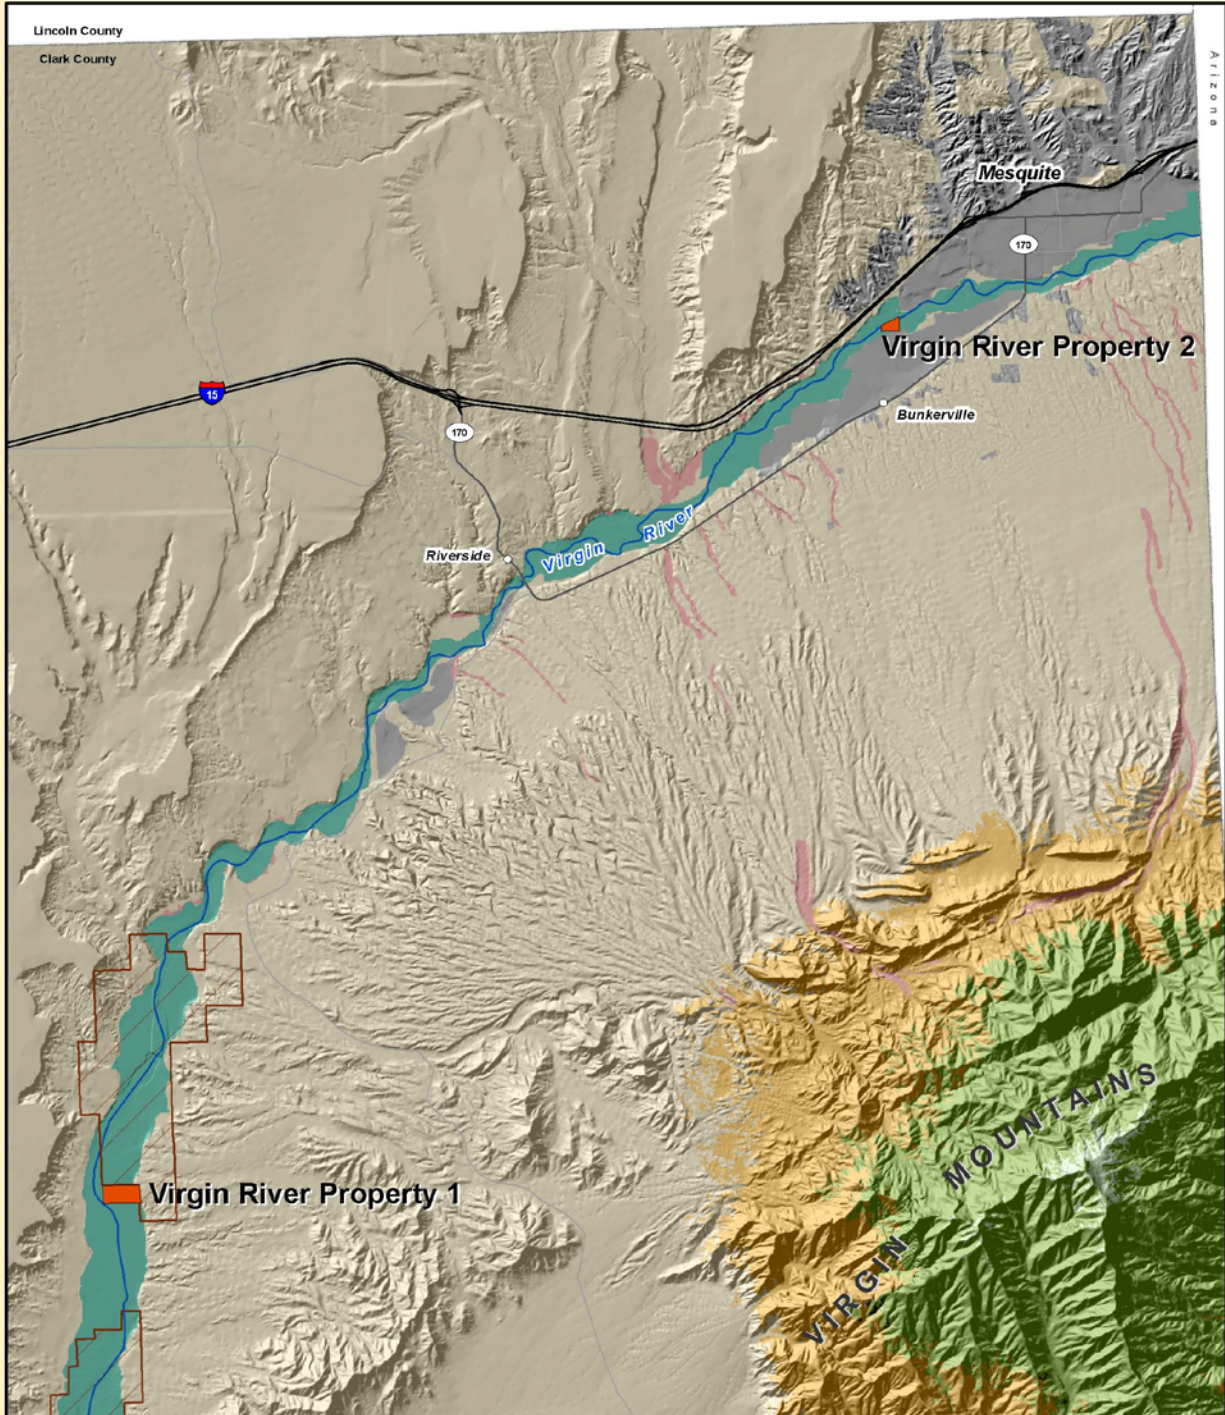 Lincoln County
Clark County
Arizona
Mesquite
170
Virgin River Property 2
15
170
Bunkerville
Virgin River
Riverside
Virgin River Property 1
VIRGIN MOUNTAINS